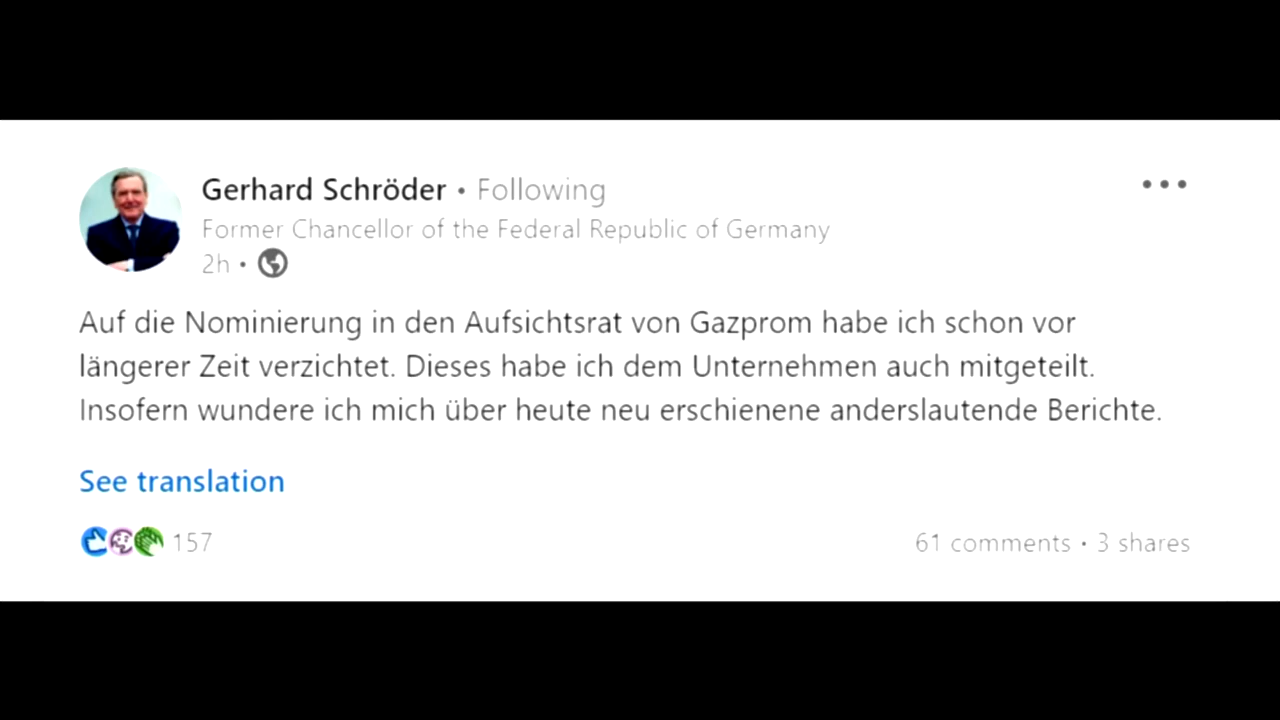 Gerhard Schröder • Following
Former Chancellor of the Federal Republic of Germany
2h •
Auf die Nominierung in den Aufsichtsrat von Gazprom habe ich schon vor
längerer Zeit verzichtet. Dieses habe ich dem Unternehmen auch mitgeteilt.
Insofern wundere ich mich über heute neu erschienene anderslautende Berichte.
See translation
157
61 comments • 3 shares